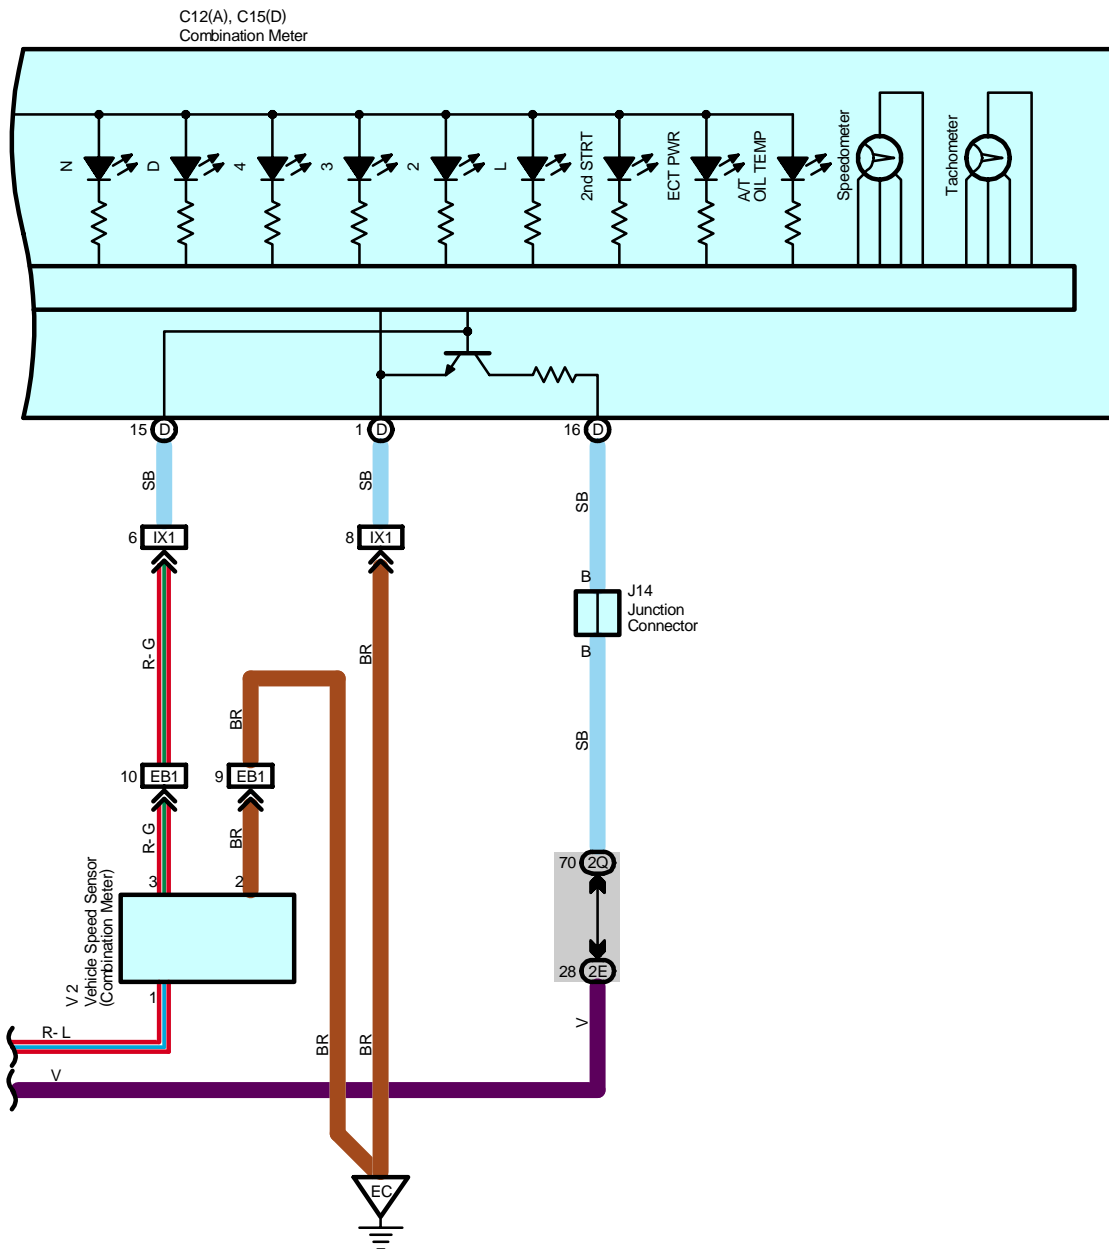 C12(A), C15(D)
Combination Meter
N
D
4
3
2
L
2nd STRT
ECT PWR
A/T
OIL TEMP
Speedometer
Tachometer
15 D
1 D
16 D
SB
SB
SB
6 IX1
8 IX1
B
J14
Junction
Connector
B
R-G
BR
BR
SB
10 EB1
9 EB1
R-G
BR
70 2Q
3
2
V 2
Vehicle Speed Sensor
(Combination Meter)
28 2E
1
V
R-L
BR
BR
V
EC